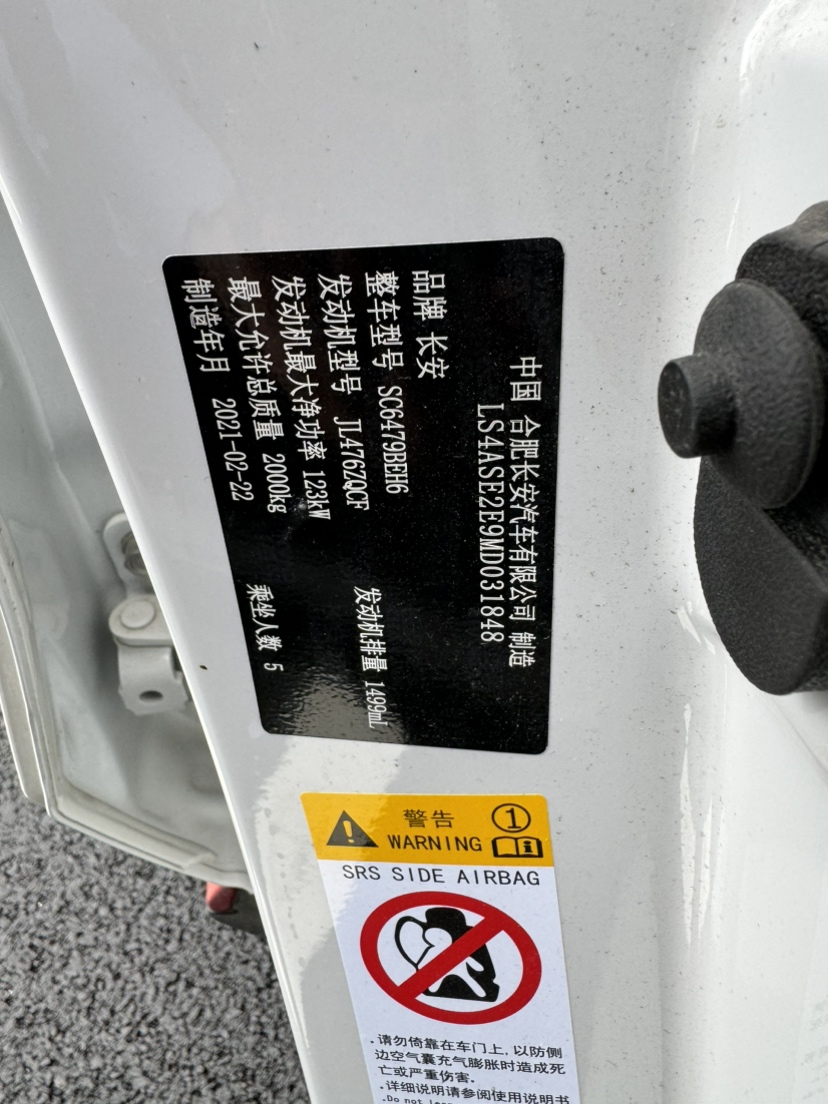 中国 合肥长安汽车有限公司 制造
LS4ASE2E9MD031848
品牌 长安
整车型号 SC6479BEH6
发动机型号 JL476ZQCF 发动机排量 1499mL
发动机最大净功率 123kW
最大允许总质量 2000kg 乘坐人数 5
制造年月 2021-02-22
警告 ①
WARNING
SRS SIDE AIRBAG
.请勿倚靠在车门上,以防侧
边空气囊充气膨胀时造成死
亡或严重伤害.
.详细说明请参阅使用说明书
.Do not